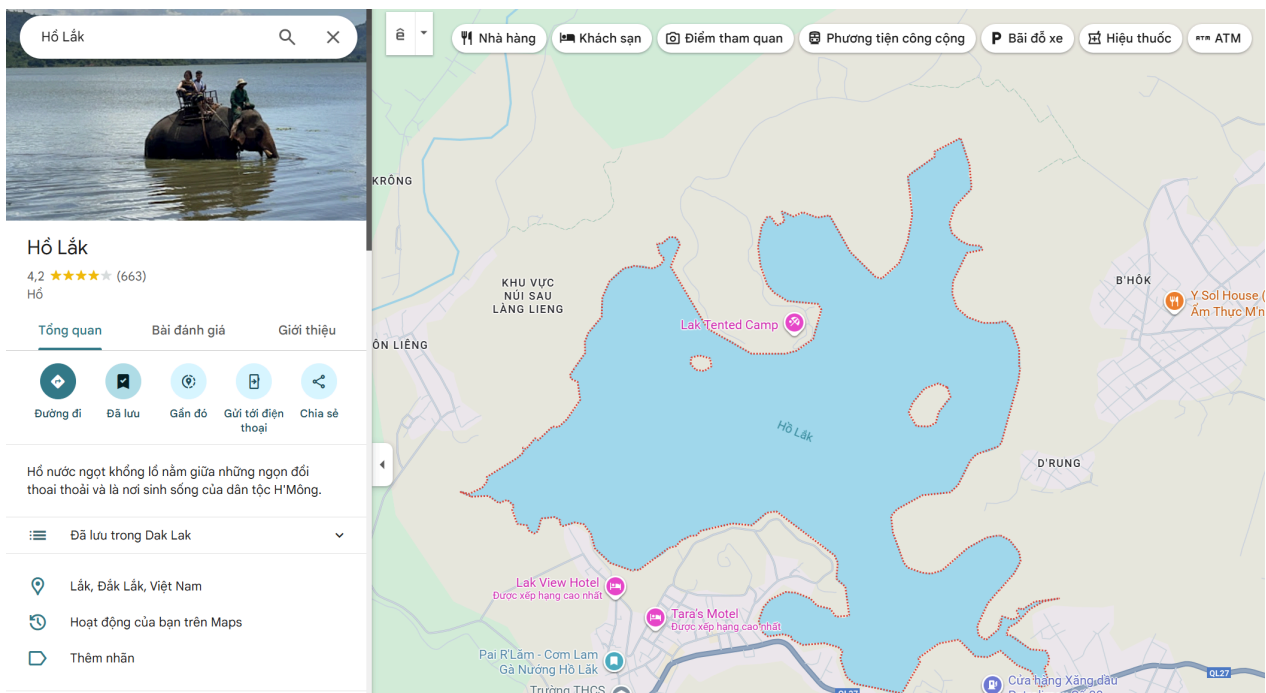 Hồ Lắk
ê
Nhà hàng
Khách sạn
Điểm tham quan
Phương tiện công cộng
Bãi đỗ xe
Hiệu thuốc
ATM
ATM
Hồ Lắk
4,2
(663)
Hồ
Tổng quan
Bài đánh giá
Giới thiệu
Đường đi
Đã lưu
Gần đó
Gửi tới điện
thoại
Chia sẻ
Hồ nước ngọt khổng lồ nằm giữa những ngọn đồi
thoai thoải và là nơi sinh sống của dân tộc H'Mông.
Đã lưu trong Dak Lak
Lắk, Đắk Lắk, Việt Nam
Hoạt động của bạn trên Maps
Thêm nhãn
KRÔNG
KHU VỰC
NÚI SAU
LÀNG LIENG
ÔN LIÊNG
Lak Tented Camp
B'HÔK
Y Sol House (
Ẩm Thực M'n
Hồ Lắk
D'RUNG
Lak View Hotel
Được xếp hạng cao nhất
Tara's Motel
Được xếp hạng cao nhất
Pai R'Lăm - Cơm Lam
Gà Nướng Hồ Lăk
Trường THCS
QL27
QL27
Cửa hàng Xăng dầu